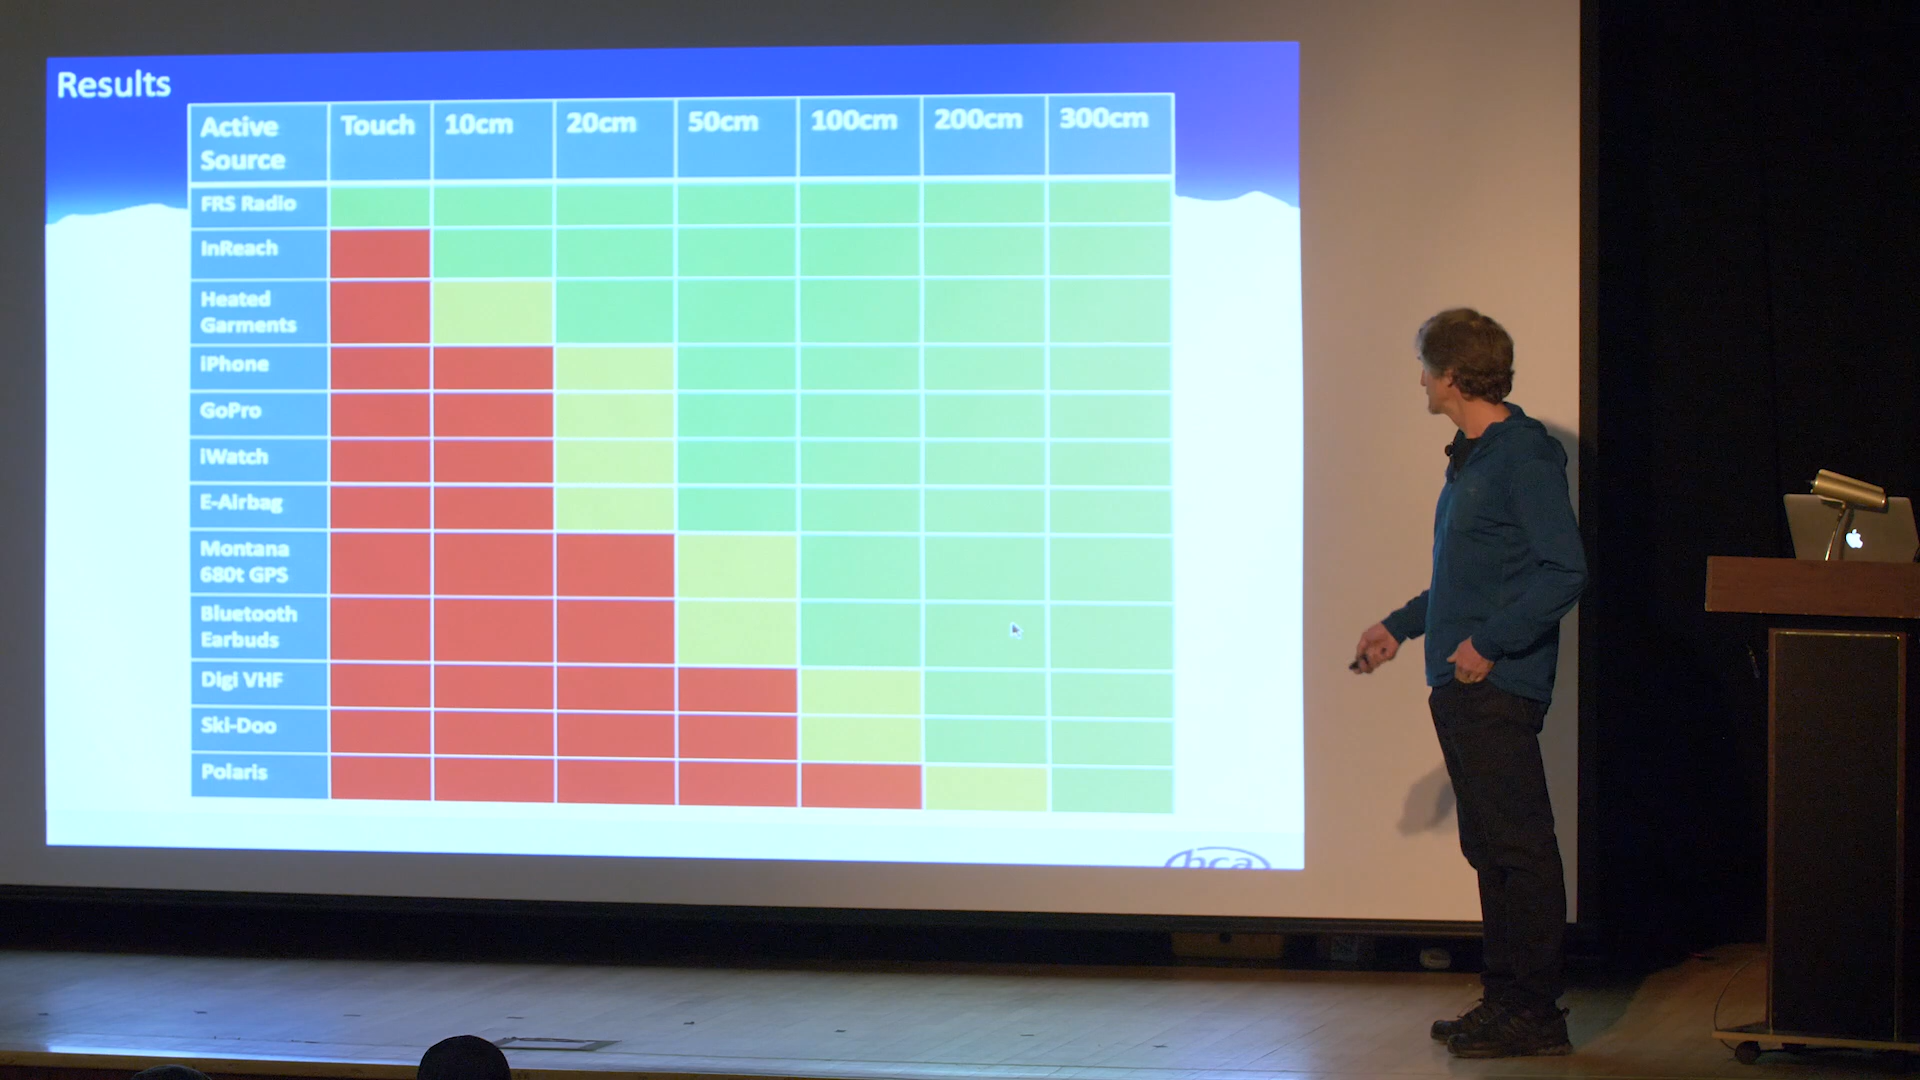 Results
Active
Source
Touch
10cm
20cm
50cm
100cm
200cm
300cm
FRS Radio
InReach
Heated
Garments
iPhone
GoPro
iWatch
E-Airbag
Montana
680t GPS
Bluetooth
Earbuds
Digi VHF
Ski-Doo
Polaris
bca